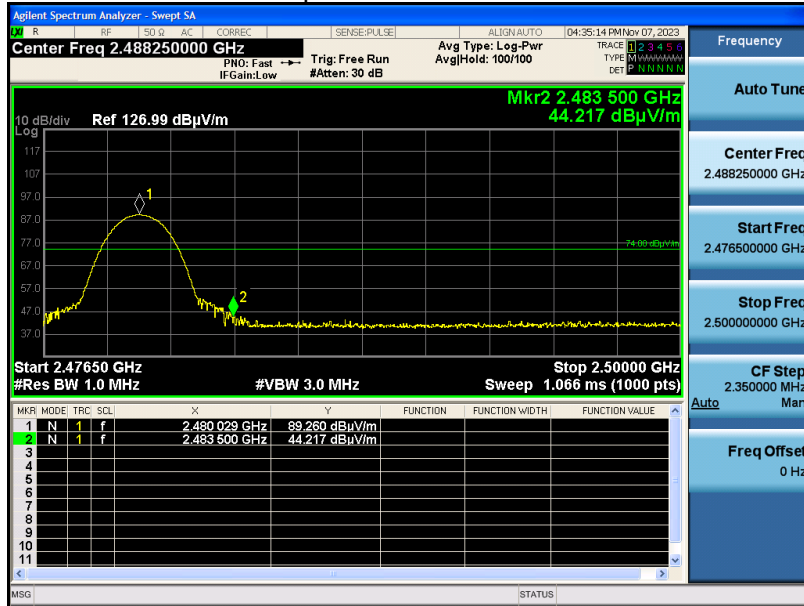 Agilent Spectrum Analyzer - Swept SA
LXI R RF 50 Ω AC CORREC SENSE:PULSE ALIGN AUTO 04:35:14 PM Nov 07, 2023
Center Freq 2.488250000 GHz
PNO: Fast
IFGain:Low
Trig: Free Run
#Atten: 30 dB
Avg Type: Log-Pwr
Avg|Hold: 100/100
TRACE 1 2 3 4 5 6
TYPE M
DET P N N N N N
Mkr2 2.483 500 GHz
44.217 dBµV/m
10 dB/div Ref 126.99 dBµV/m
Log
117
107
97.0
87.0
77.0
67.0
57.0
47.0
37.0
1
2
74.00 dBµV/m
Start 2.47650 GHz Stop 2.50000 GHz
#Res BW 1.0 MHz #VBW 3.0 MHz Sweep 1.066 ms (1000 pts)
MKR MODE TRC SCL X Y FUNCTION FUNCTION WIDTH FUNCTION VALUE
1 N 1 f 2.480 029 GHz 89.260 dBµV/m
2 N 1 f 2.483 500 GHz 44.217 dBµV/m
3
4
5
6
7
8
9
10
11
MSG STATUS
Frequency
Auto Tune
Center Freq
2.488250000 GHz
Start Freq
2.476500000 GHz
Stop Freq
2.500000000 GHz
CF Step
2.350000 MHz
Auto Man
Freq Offset
0 Hz